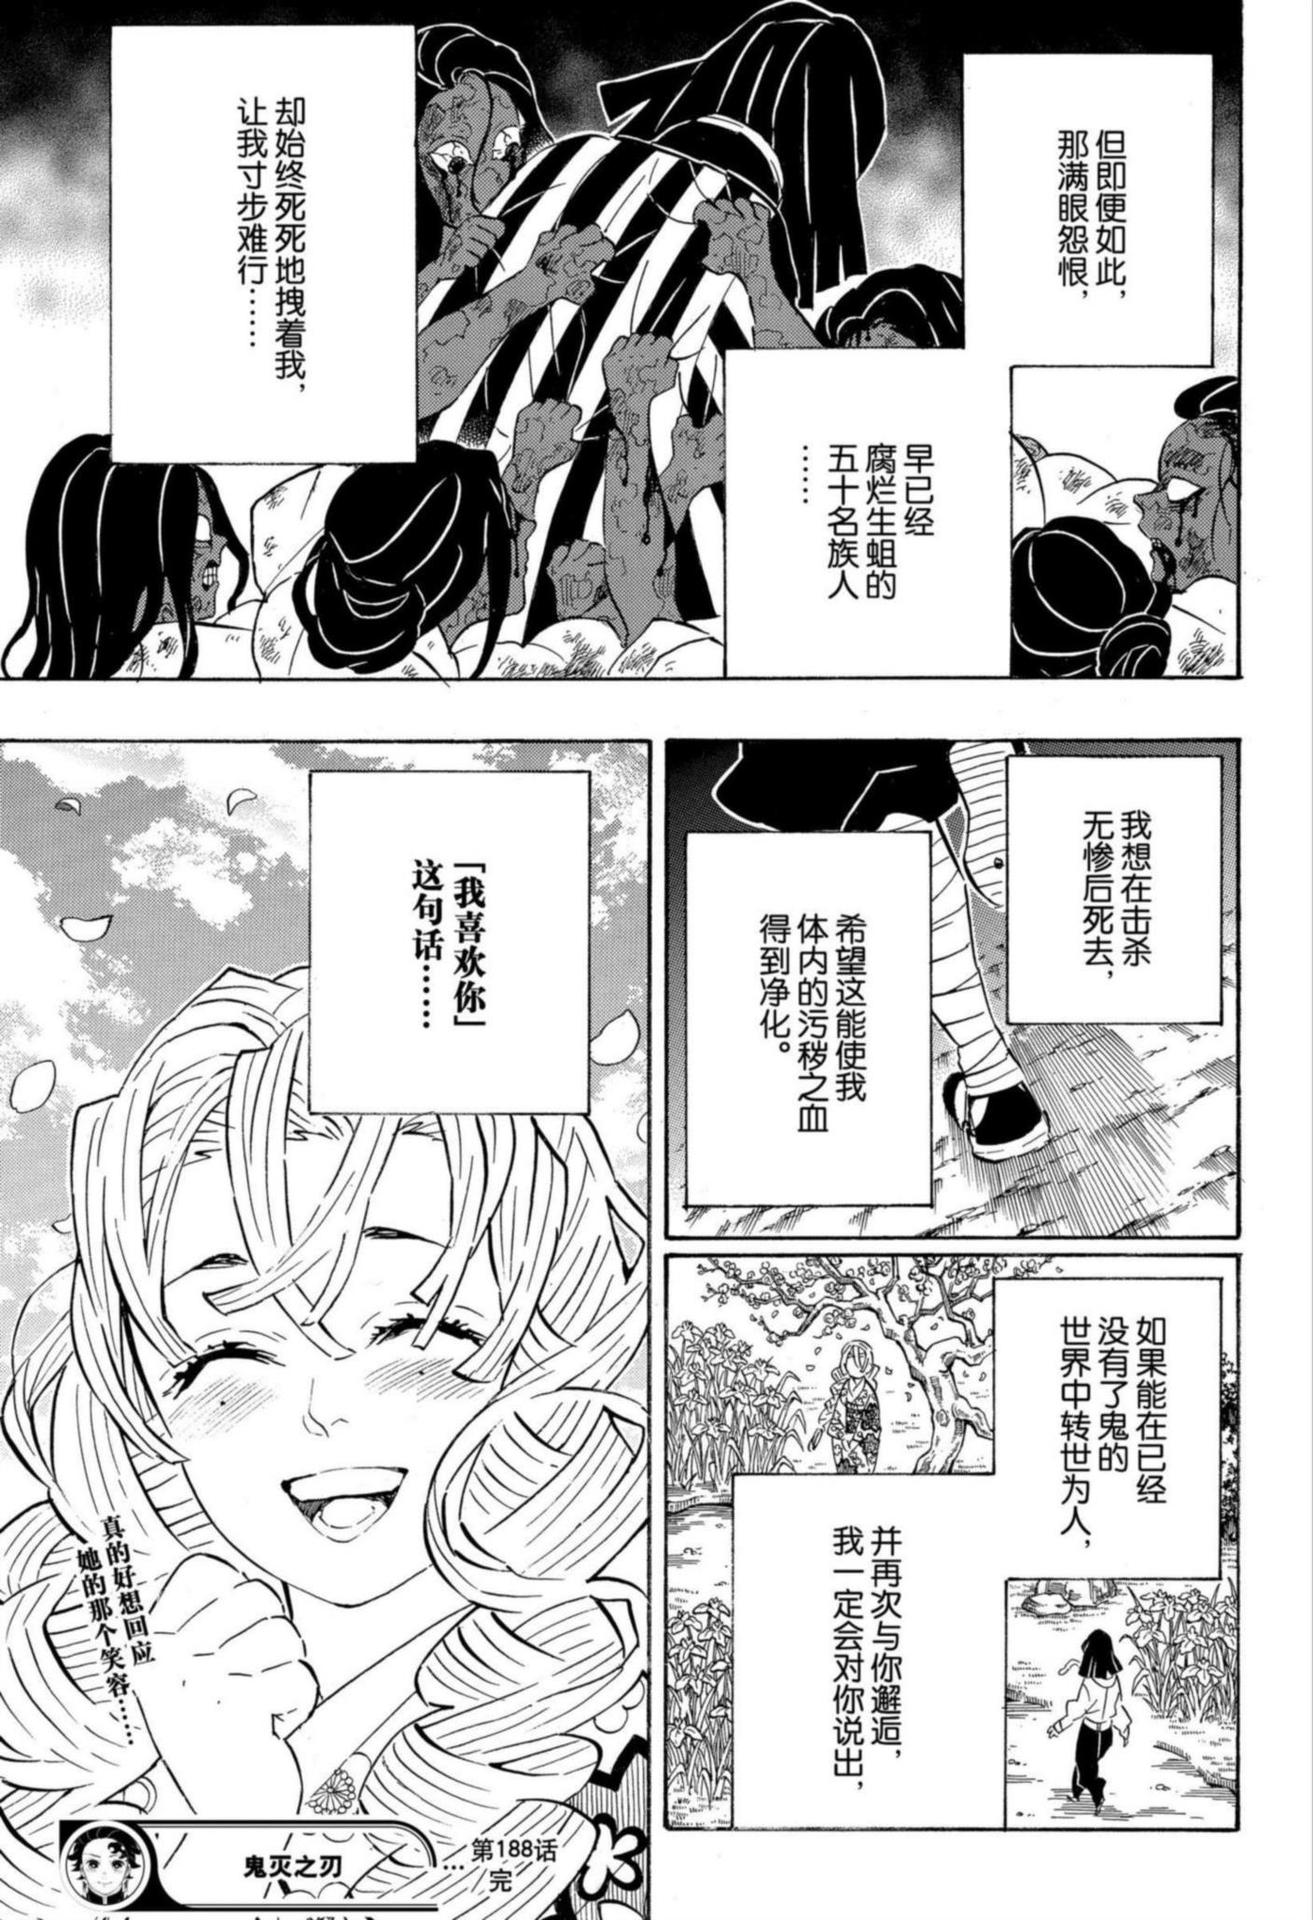 但即便如此，
那满眼怨恨，
早已经
腐烂生蛆的
五十名族人
……
却始终死死地拽着我，
让我寸步难行……
我想在击杀
无惨后死去，
希望这能使我
体内的污秽之血
得到净化。
如果能在已经
没有了鬼的
世界中转世为人，
并再次与你邂逅，
我一定会对你说出，
「我喜欢你」
这句话……
真的好想回应
她的那个笑容……
鬼灭之刃
… 第188话
完